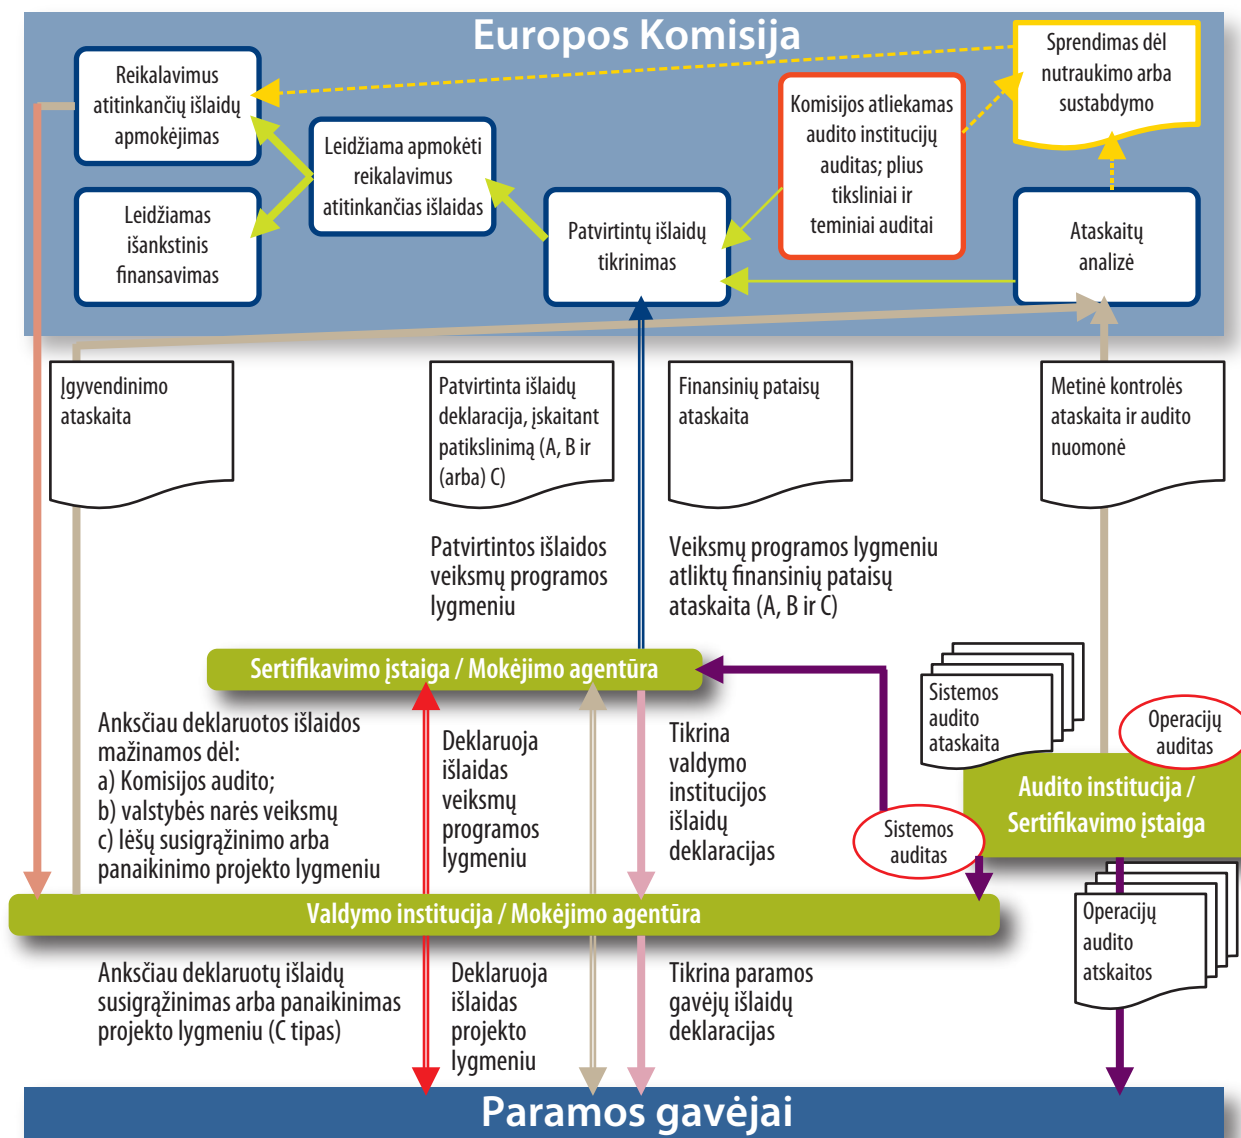 Europos Komisija
Reikalavimus
atitinkančių išlaidų
apmokėjimas
Leidžiamas
išankstinis
finansavimas
Leidžiama apmokėti
reikalavimus
atitinkančias išlaidas
Patvirtintų išlaidų
tikrinimas
Komisijos atliekamas
audito institucijų
auditas; plius
tiksliniai ir
teminiai auditai
Sprendimas dėl
nutraukimo arba
sustabdymo
Ataskaitų
analizė
Įgyvendinimo
ataskaita
Patvirtinta išlaidų
deklaracija, įskaitant
patikslinimą (A, B ir
(arba) C)
Finansinių pataisų
ataskaita
Metinė kontrolės
ataskaita ir audito
nuomonė
Patvirtintos išlaidos
veiksmų programos
lygmeniu
Veiksmų programos lygmeniu
atliktų finansinių pataisų
ataskaita (A, B ir C)
Sertifikavimo įstaiga / Mokėjimo agentūra
Anksčiau deklaruotos išlaidos
mažinamos dėl:
a) Komisijos audito;
b) valstybės narės veiksmų
c) lėšų susigrąžinimo arba
panaikinimo projekto lygmeniu
Deklaruoja
išlaidas
veiksmų
programos
lygmeniu
Tikrina
valdymo
institucijos
išlaidų
deklaracijas
Sistemos
audito
ataskaita
Operacijų
auditas
Audito institucija /
Sertifikavimo įstaiga
Sistemos
auditas
Valdymo institucija / Mokėjimo agentūra
Operacijų
audito
atskaitos
Anksčiau deklaruotų išlaidų
susigrąžinimas arba panaikinimas
projekto lygmeniu (C tipas)
Deklaruoja
išlaidas
projekto
lygmeniu
Tikrina paramos
gavėjų išlaidų
deklaracijas
Paramos gavėjai